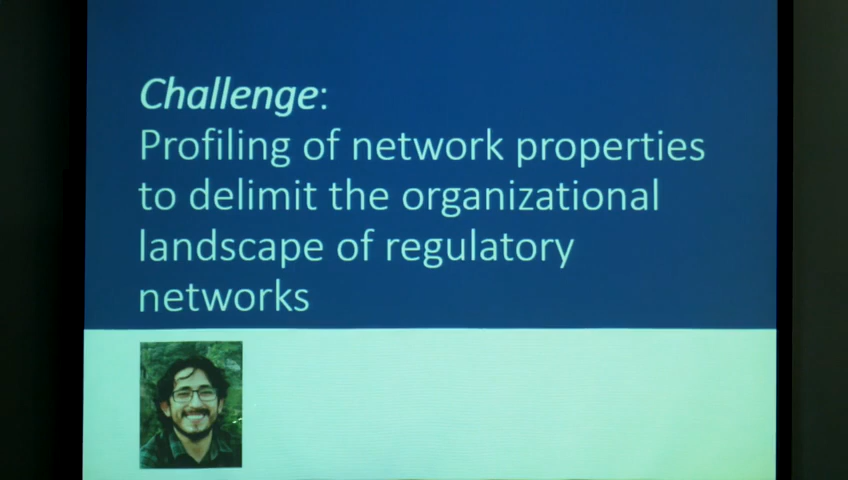 Challenge:
Profiling of network properties
to delimit the organizational
landscape of regulatory
networks